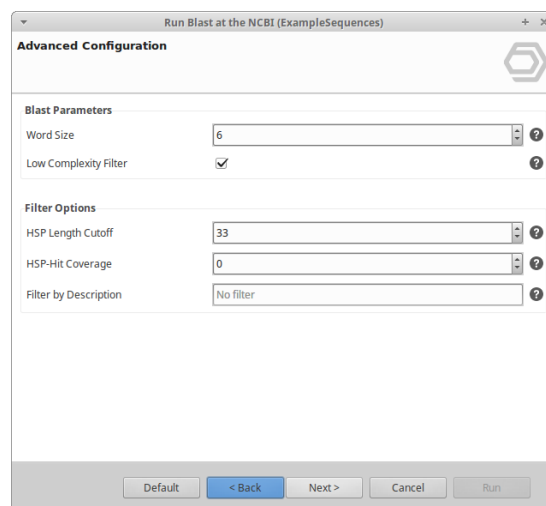 Run Blast at the NCBI (ExampleSequences)
Advanced Configuration
Blast Parameters
Word Size 6
Low Complexity Filter
Filter Options
HSP Length Cutoff 33
HSP-Hit Coverage 0
Filter by Description No filter
Default < Back Next > Cancel Run